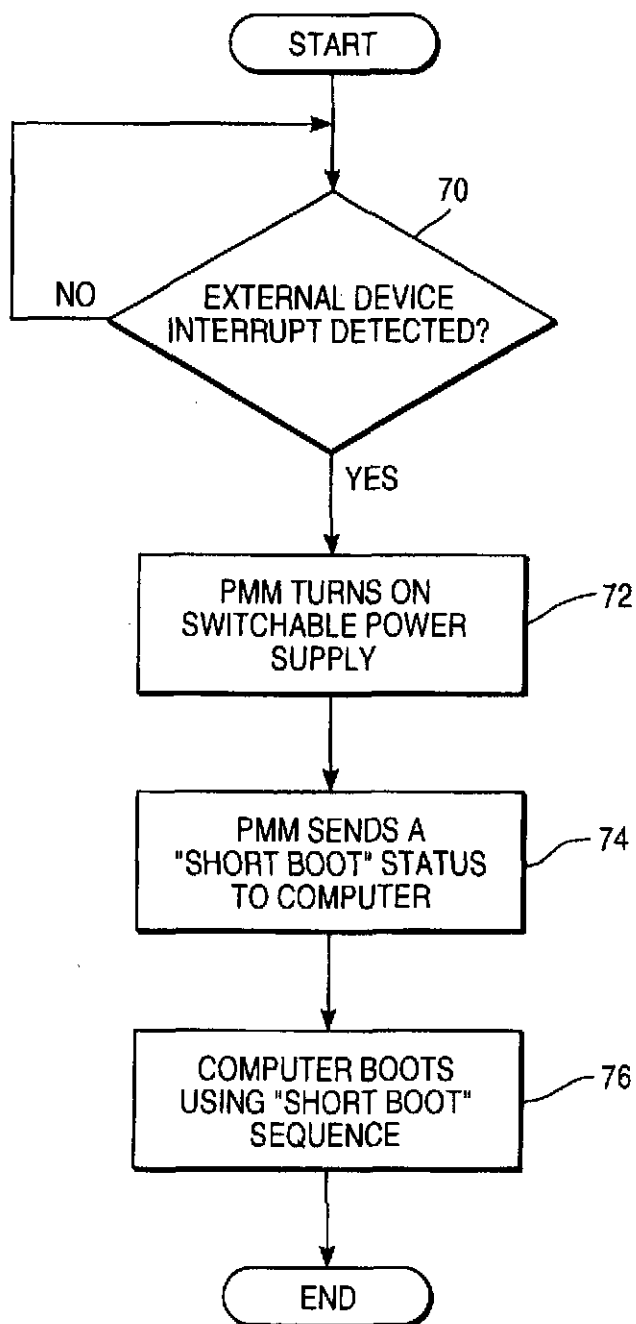 START
70
NO
EXTERNAL DEVICE
INTERRUPT DETECTED?
YES
PMM TURNS ON
SWITCHABLE POWER
SUPPLY
72
PMM SENDS A
"SHORT BOOT" STATUS
TO COMPUTER
74
COMPUTER BOOTS
USING "SHORT BOOT"
SEQUENCE
76
END